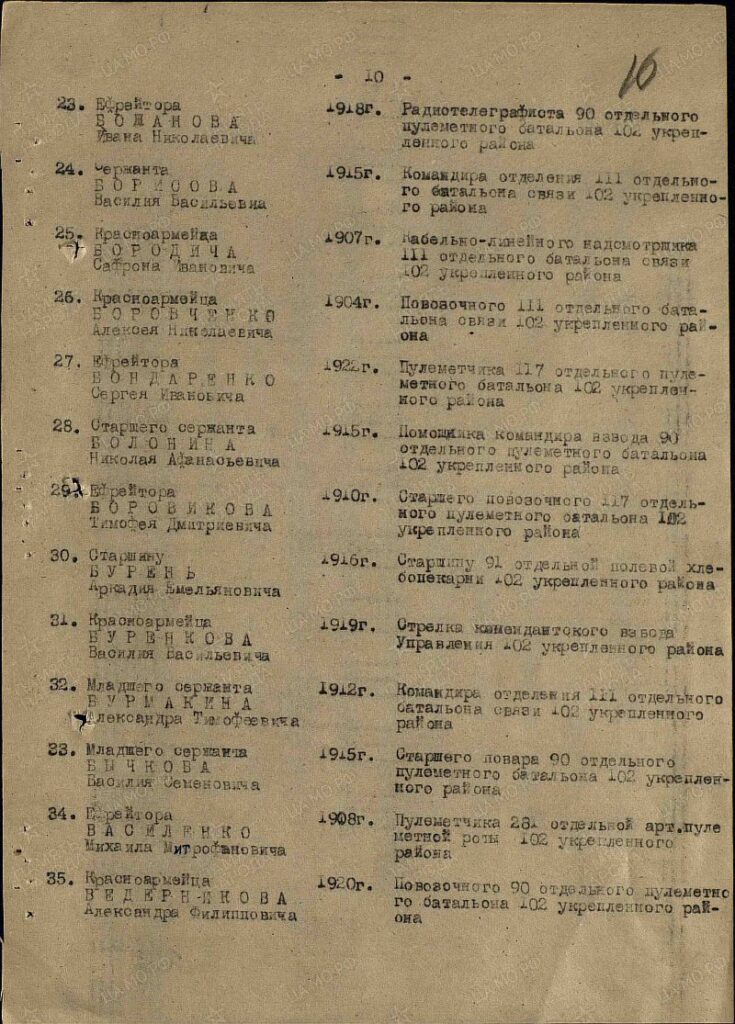 - 10 -
10
23. Ефрейтора 1918г. Радиотелеграфиста 90 отдельного
БОЖАНОВА пулеметного батальона 102 укреп-
Ивана Николаевича ленного района
24. Сержанта 1915г. Командира отделения 111 отдельно-
БОРИСОВА го батальона связи 102 укрепленно-
Василия Васильевича го района
25. Красноармейца 1907г. Кабельно-линейного надсмотрщика
БОРОДИЧА 111 отдельного батальона связи
Сафрона Ивановича 102 укрепленного района
26. Красноармейца 1904г. Повозочного 111 отдельного бата-
БОРОВЧЕНКО льона связи 102 укрепленного рай-
Алексея Николаевича она
27. Ефрейтора 1922г. Пулеметчика 117 отдельного пуле-
БОНДАРЕНКО метного батальона 102 укреплен-
Сергея Ивановича ного района
28. Старшего сержанта 1915г. Помощника командира взвода 90
БОЛОНИНА отдельного пулеметного батальона
Николая Афанасьевича 102 укрепленного района
29. Ефрейтора 1910г. Старшего повозочного 117 отдель-
БОРОВИКОВА ного пулеметного батальона 102
Тимофея Дмитриевича укрепленного района
30. Старшину 1916г. Старшину 91 отдельной полевой хле-
БУРЕНЬ бопекарни 102 укрепленного района
Аркадия Емельяновича
31. Красноармейца 1919г. Стрелка комендантского взвода
БУРЕНКОВА Управления 102 укрепленного района
Василия Васильевича
32. Младшего сержанта 1912г. Командира отделения 111 отдельного
БУРМАКИНА батальона связи 102 укрепленного
Александра Тимофеевича района
33. Младшего сержанта 1915г. Старшего повара 90 отдельного
БЫЧКОВА пулеметного батальона 102 укреплен-
Василия Семеновича ного района
34. Ефрейтора 1908г. Пулеметчика 281 отдельной арт.пуле
ВАСИЛЕНКО метной роты 102 укрепленного
Михаила Митрофановича района
35. Красноармейца 1920г. Повозочного 90 отдельного пулеметно
ВЕДЕРНИКОВА го батальона 102 укрепленного рай-
Александра Филипповича она